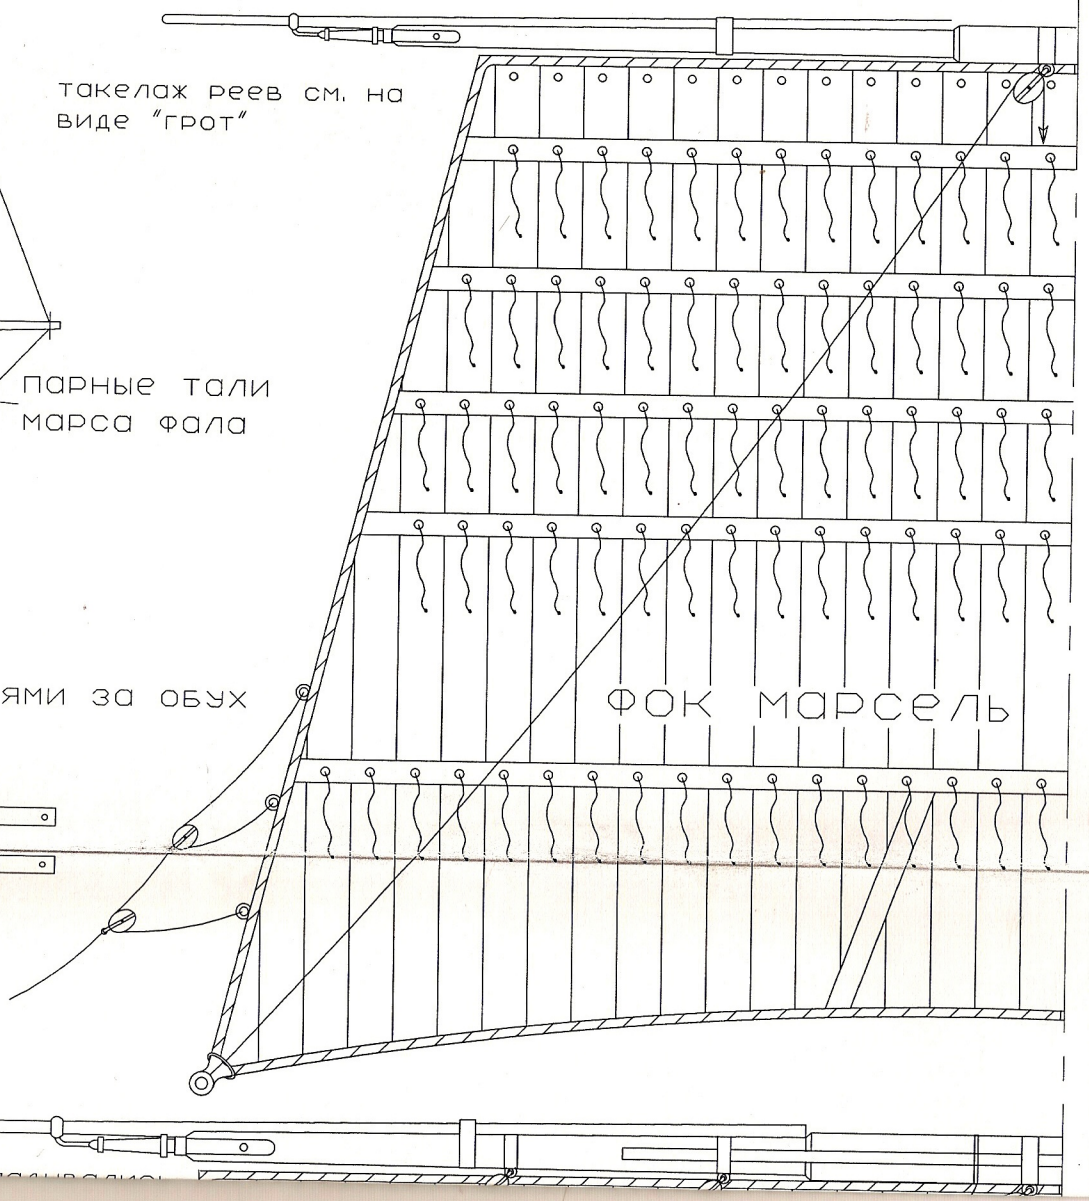 такелаж реев см. на
виде "грот"
парные тали
марса фала
ями за обух
фок марсель